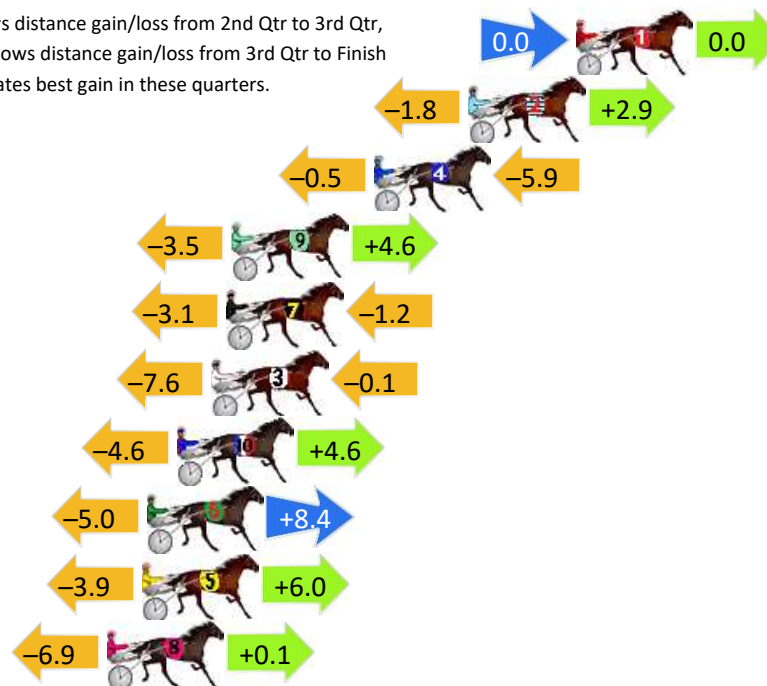 distance gain/loss from 2nd Qtr to 3rd Qtr,
distance gain/loss from 3rd Qtr to Finish
best gain in these quarters.
0.0 1 0.0
–1.8 2 +2.9
–0.5 4 –5.9
–3.5 9 +4.6
–3.1 7 –1.2
–7.6 3 –0.1
–4.6 +4.6
–5.0 6 +8.4
–3.9 5 +6.0
–6.9 8 +0.1